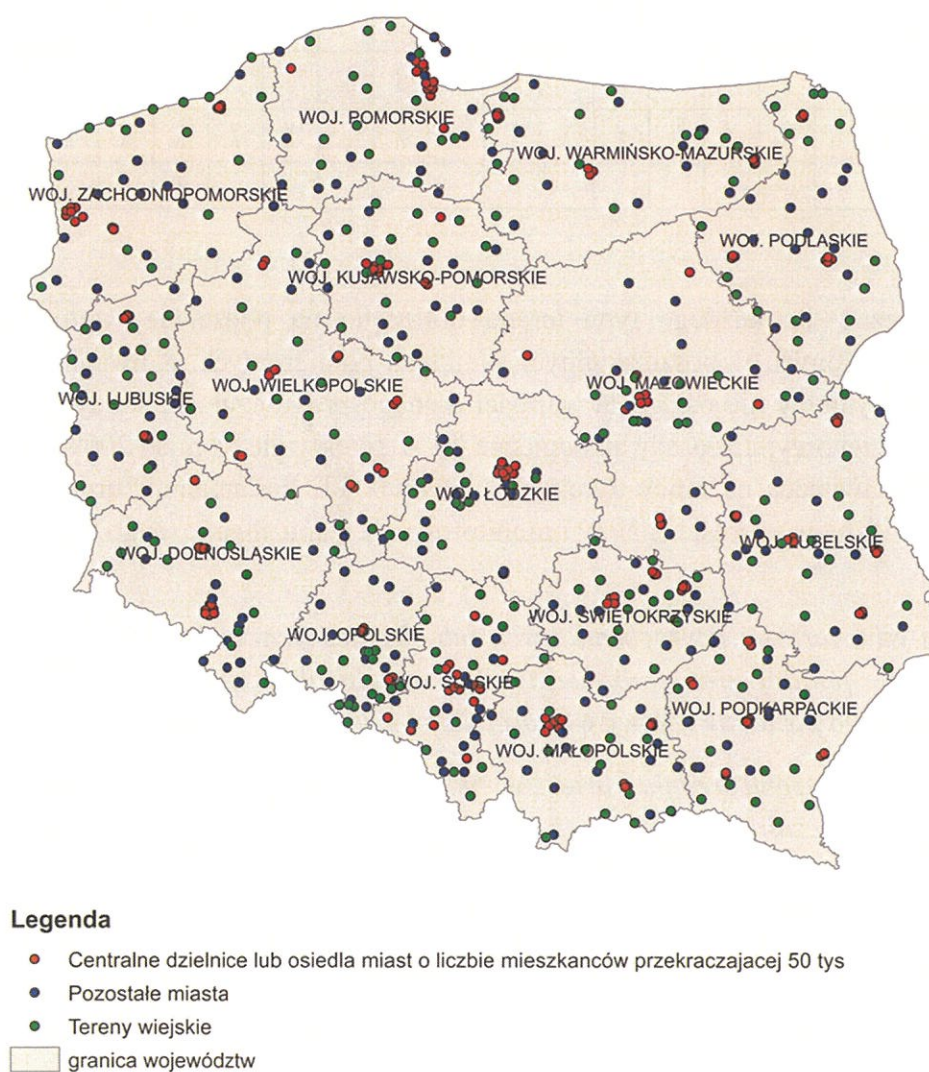 WOJ. POMORSKIE
WOJ. WARMIŃSKO-MAZURSKIE
WOJ. ZACHODNIOPOMORSKIE
WOJ. PODLASKIE
WOJ. KUJAWSKO-POMORSKIE
WOJ. WIELKOPOLSKIE
WOJ. MAZOWIECKIE
WOJ. LUBUSKIE
WOJ. ŁÓDZKIE
WOJ. LUBELSKIE
WOJ. DOLNOŚLĄSKIE
WOJ. ŚWIĘTOKRZYSKIE
WOJ. OPOLSKIE
WOJ. ŚLĄSKIE
WOJ. PODKARPACKIE
WOJ. MAŁOPOLSKIE
Legenda
Centralne dzielnice lub osiedla miast o liczbie mieszkanców przekraczajacej 50 tys
Pozostałe miasta
Tereny wiejskie
granica województw